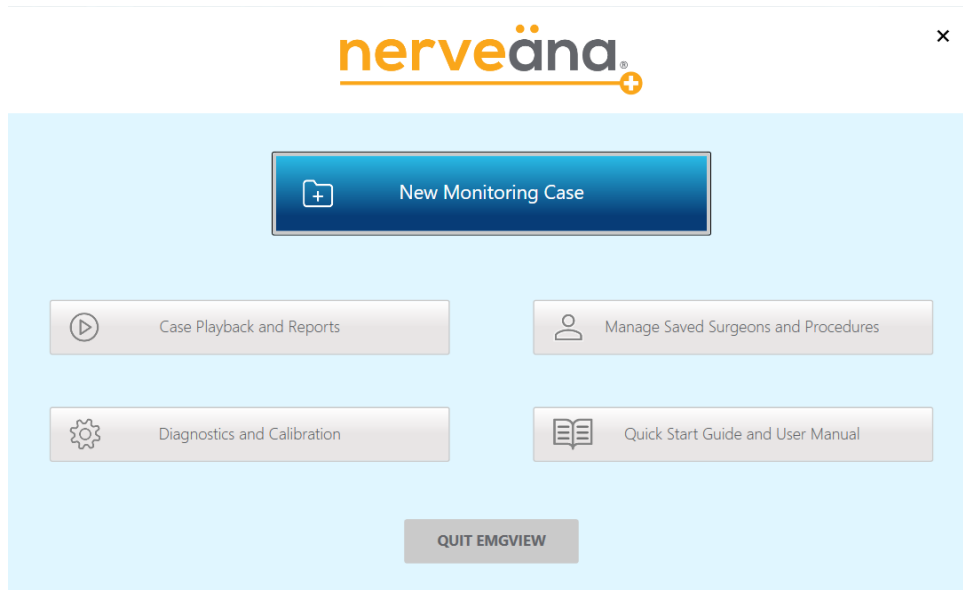 nerveäna®
New Monitoring Case
Case Playback and Reports
Manage Saved Surgeons and Procedures
Diagnostics and Calibration
Quick Start Guide and User Manual
QUIT EMGVIEW